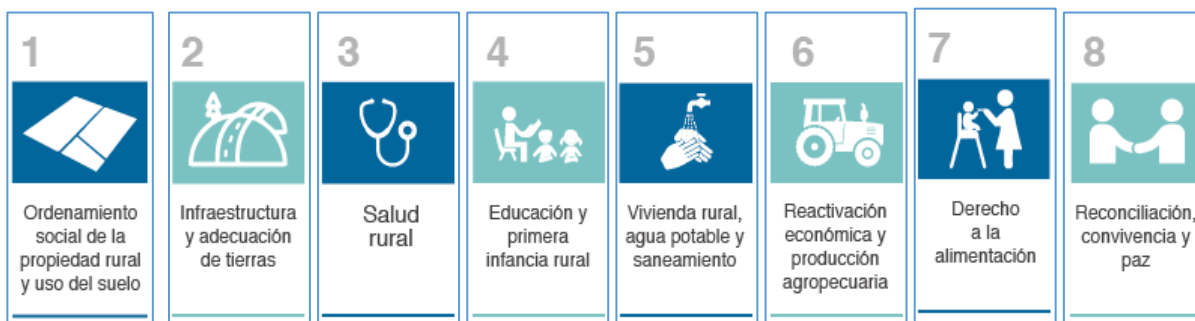 1
Ordenamiento
social de la
propiedad rural
y uso del suelo
2
Infraestructura
y adecuación
de tierras
3
Salud
rural
4
Educación y
primera
infancia rural
5
Vivienda rural,
agua potable y
saneamiento
6
Reactivación
económica y
producción
agropecuaria
7
Derecho
a la
alimentación
8
Reconciliación,
convivencia y
paz